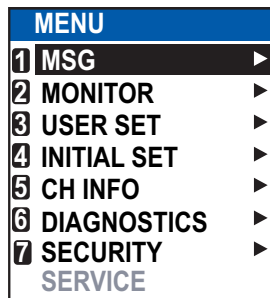 MENU
1 MSG
2 MONITOR
3 USER SET
4 INITIAL SET
5 CH INFO
6 DIAGNOSTICS
7 SECURITY
SERVICE